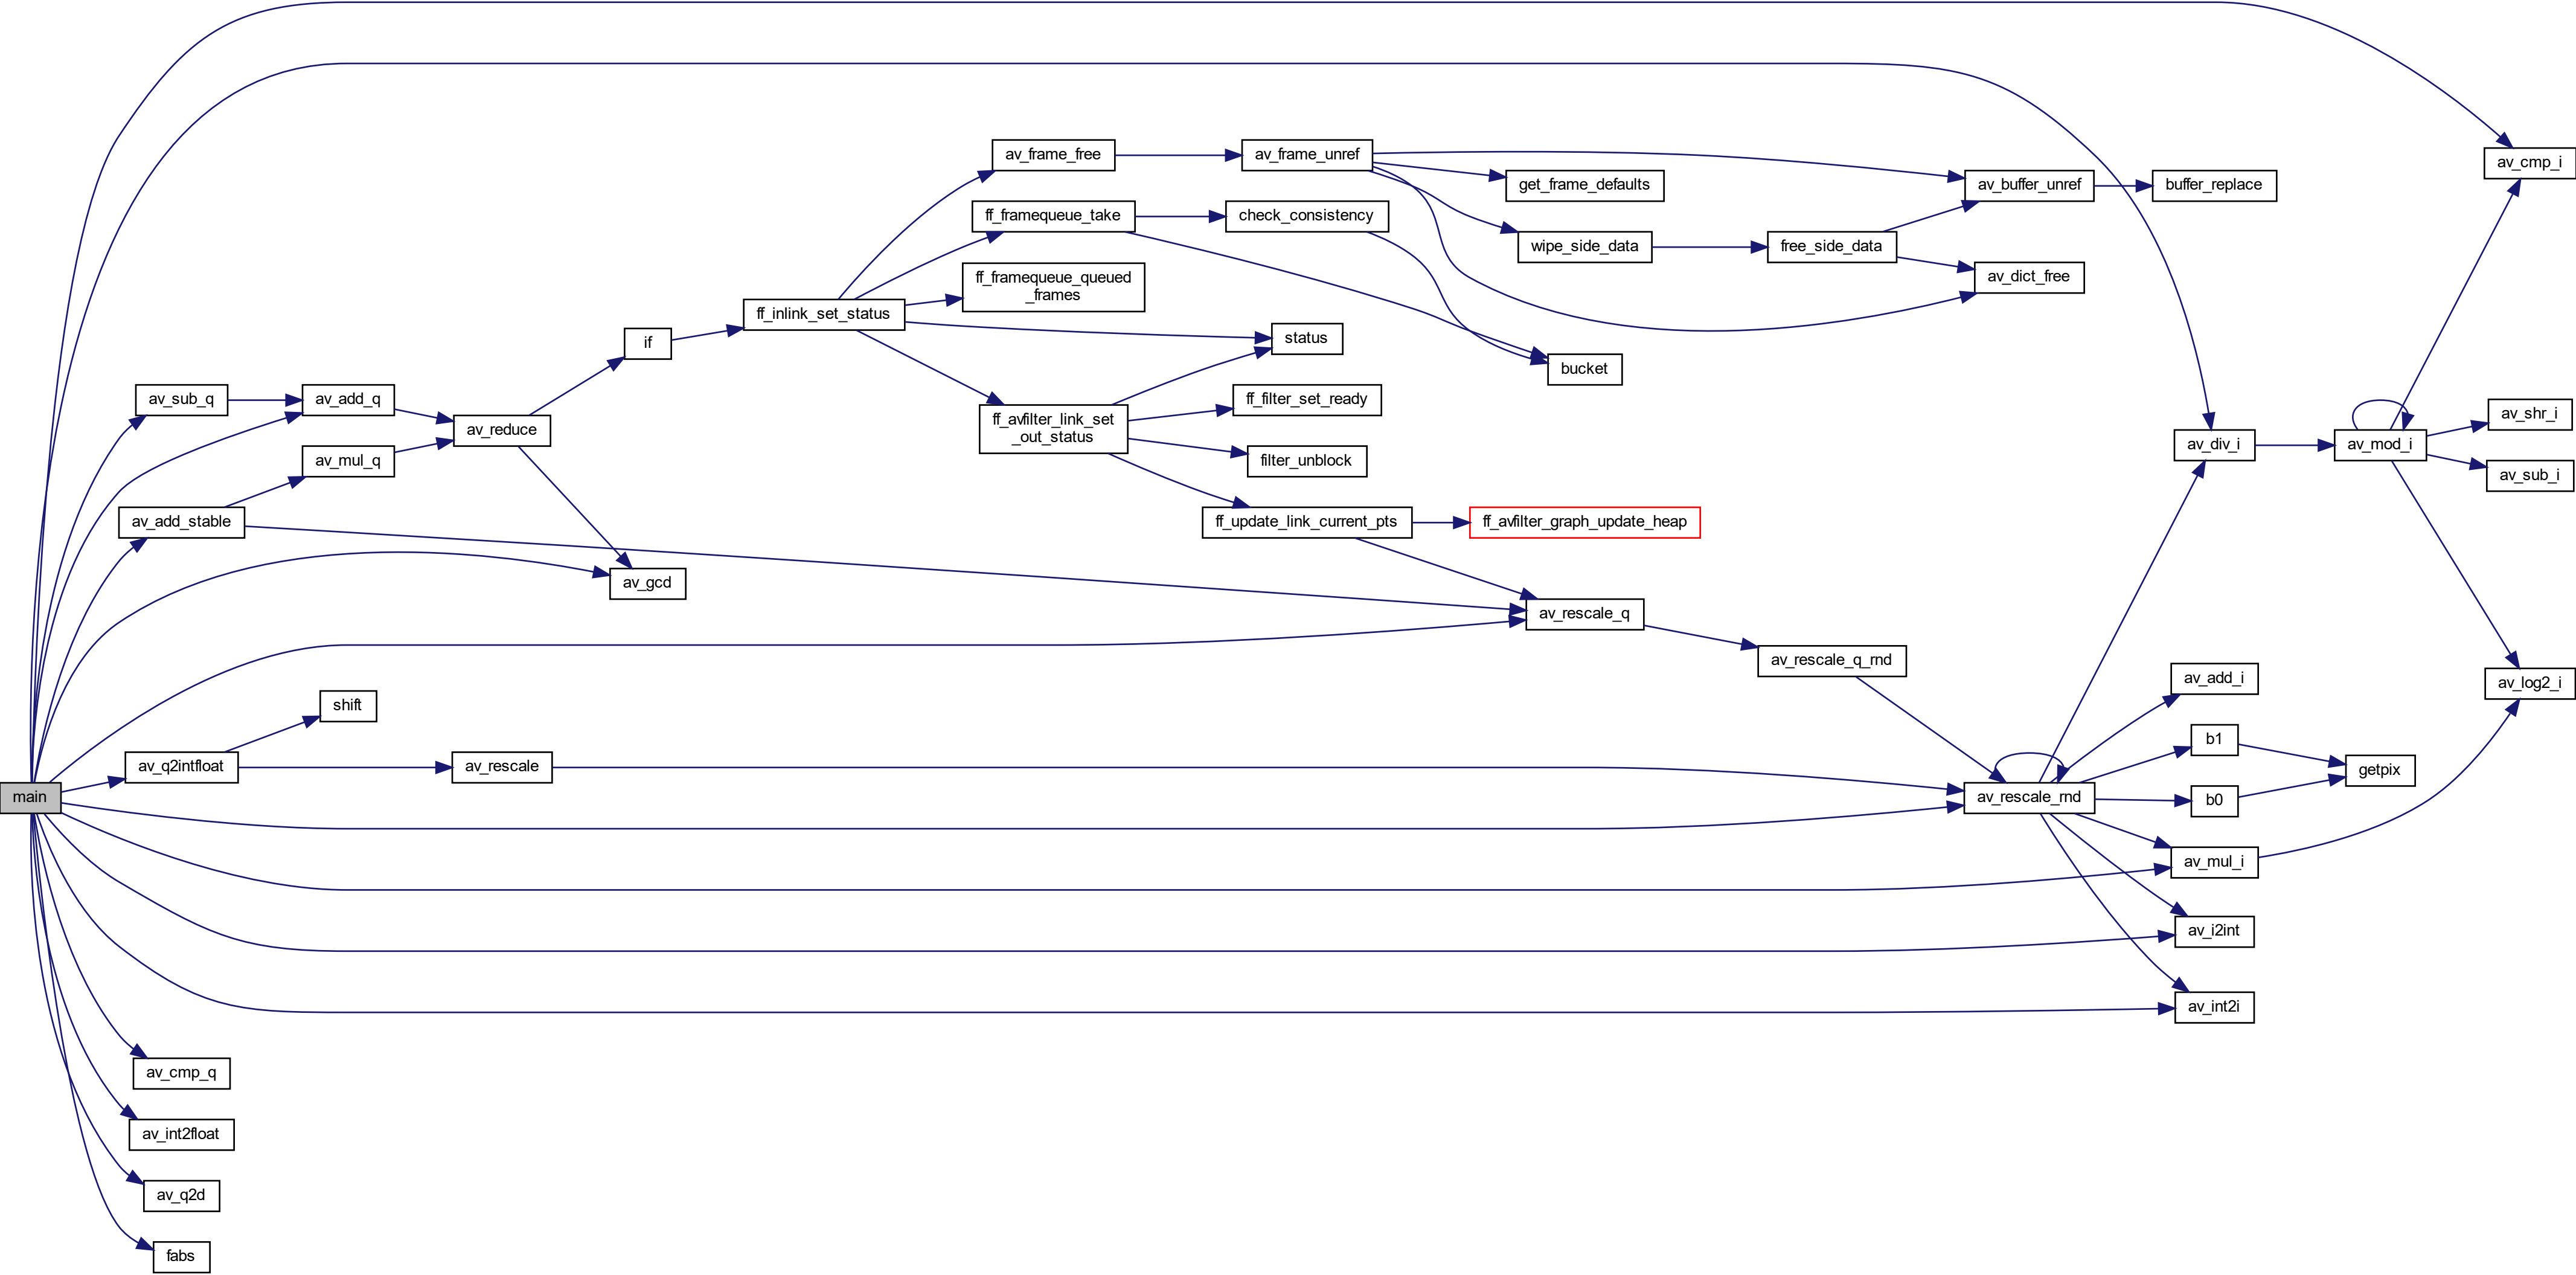 main
av_sub_q
av_add_stable
av_q2intfloat
av_cmp_q
av_int2float
av_q2d
fabs
av_add_q
av_mul_q
shift
av_reduce
av_rescale
if
av_gcd
ff_inlink_set_status
av_frame_free
ff_framequeue_take
ff_framequeue_queued
_frames
ff_avfilter_link_set
_out_status
av_frame_unref
check_consistency
status
ff_filter_set_ready
filter_unblock
ff_update_link_current_pts
get_frame_defaults
wipe_side_data
bucket
ff_avfilter_graph_update_heap
av_rescale_q
free_side_data
av_rescale_q_rnd
av_buffer_unref
av_dict_free
av_rescale_rnd
buffer_replace
av_div_i
av_add_i
b1
b0
av_mul_i
av_i2int
av_int2i
av_mod_i
getpix
av_cmp_i
av_shr_i
av_sub_i
av_log2_i